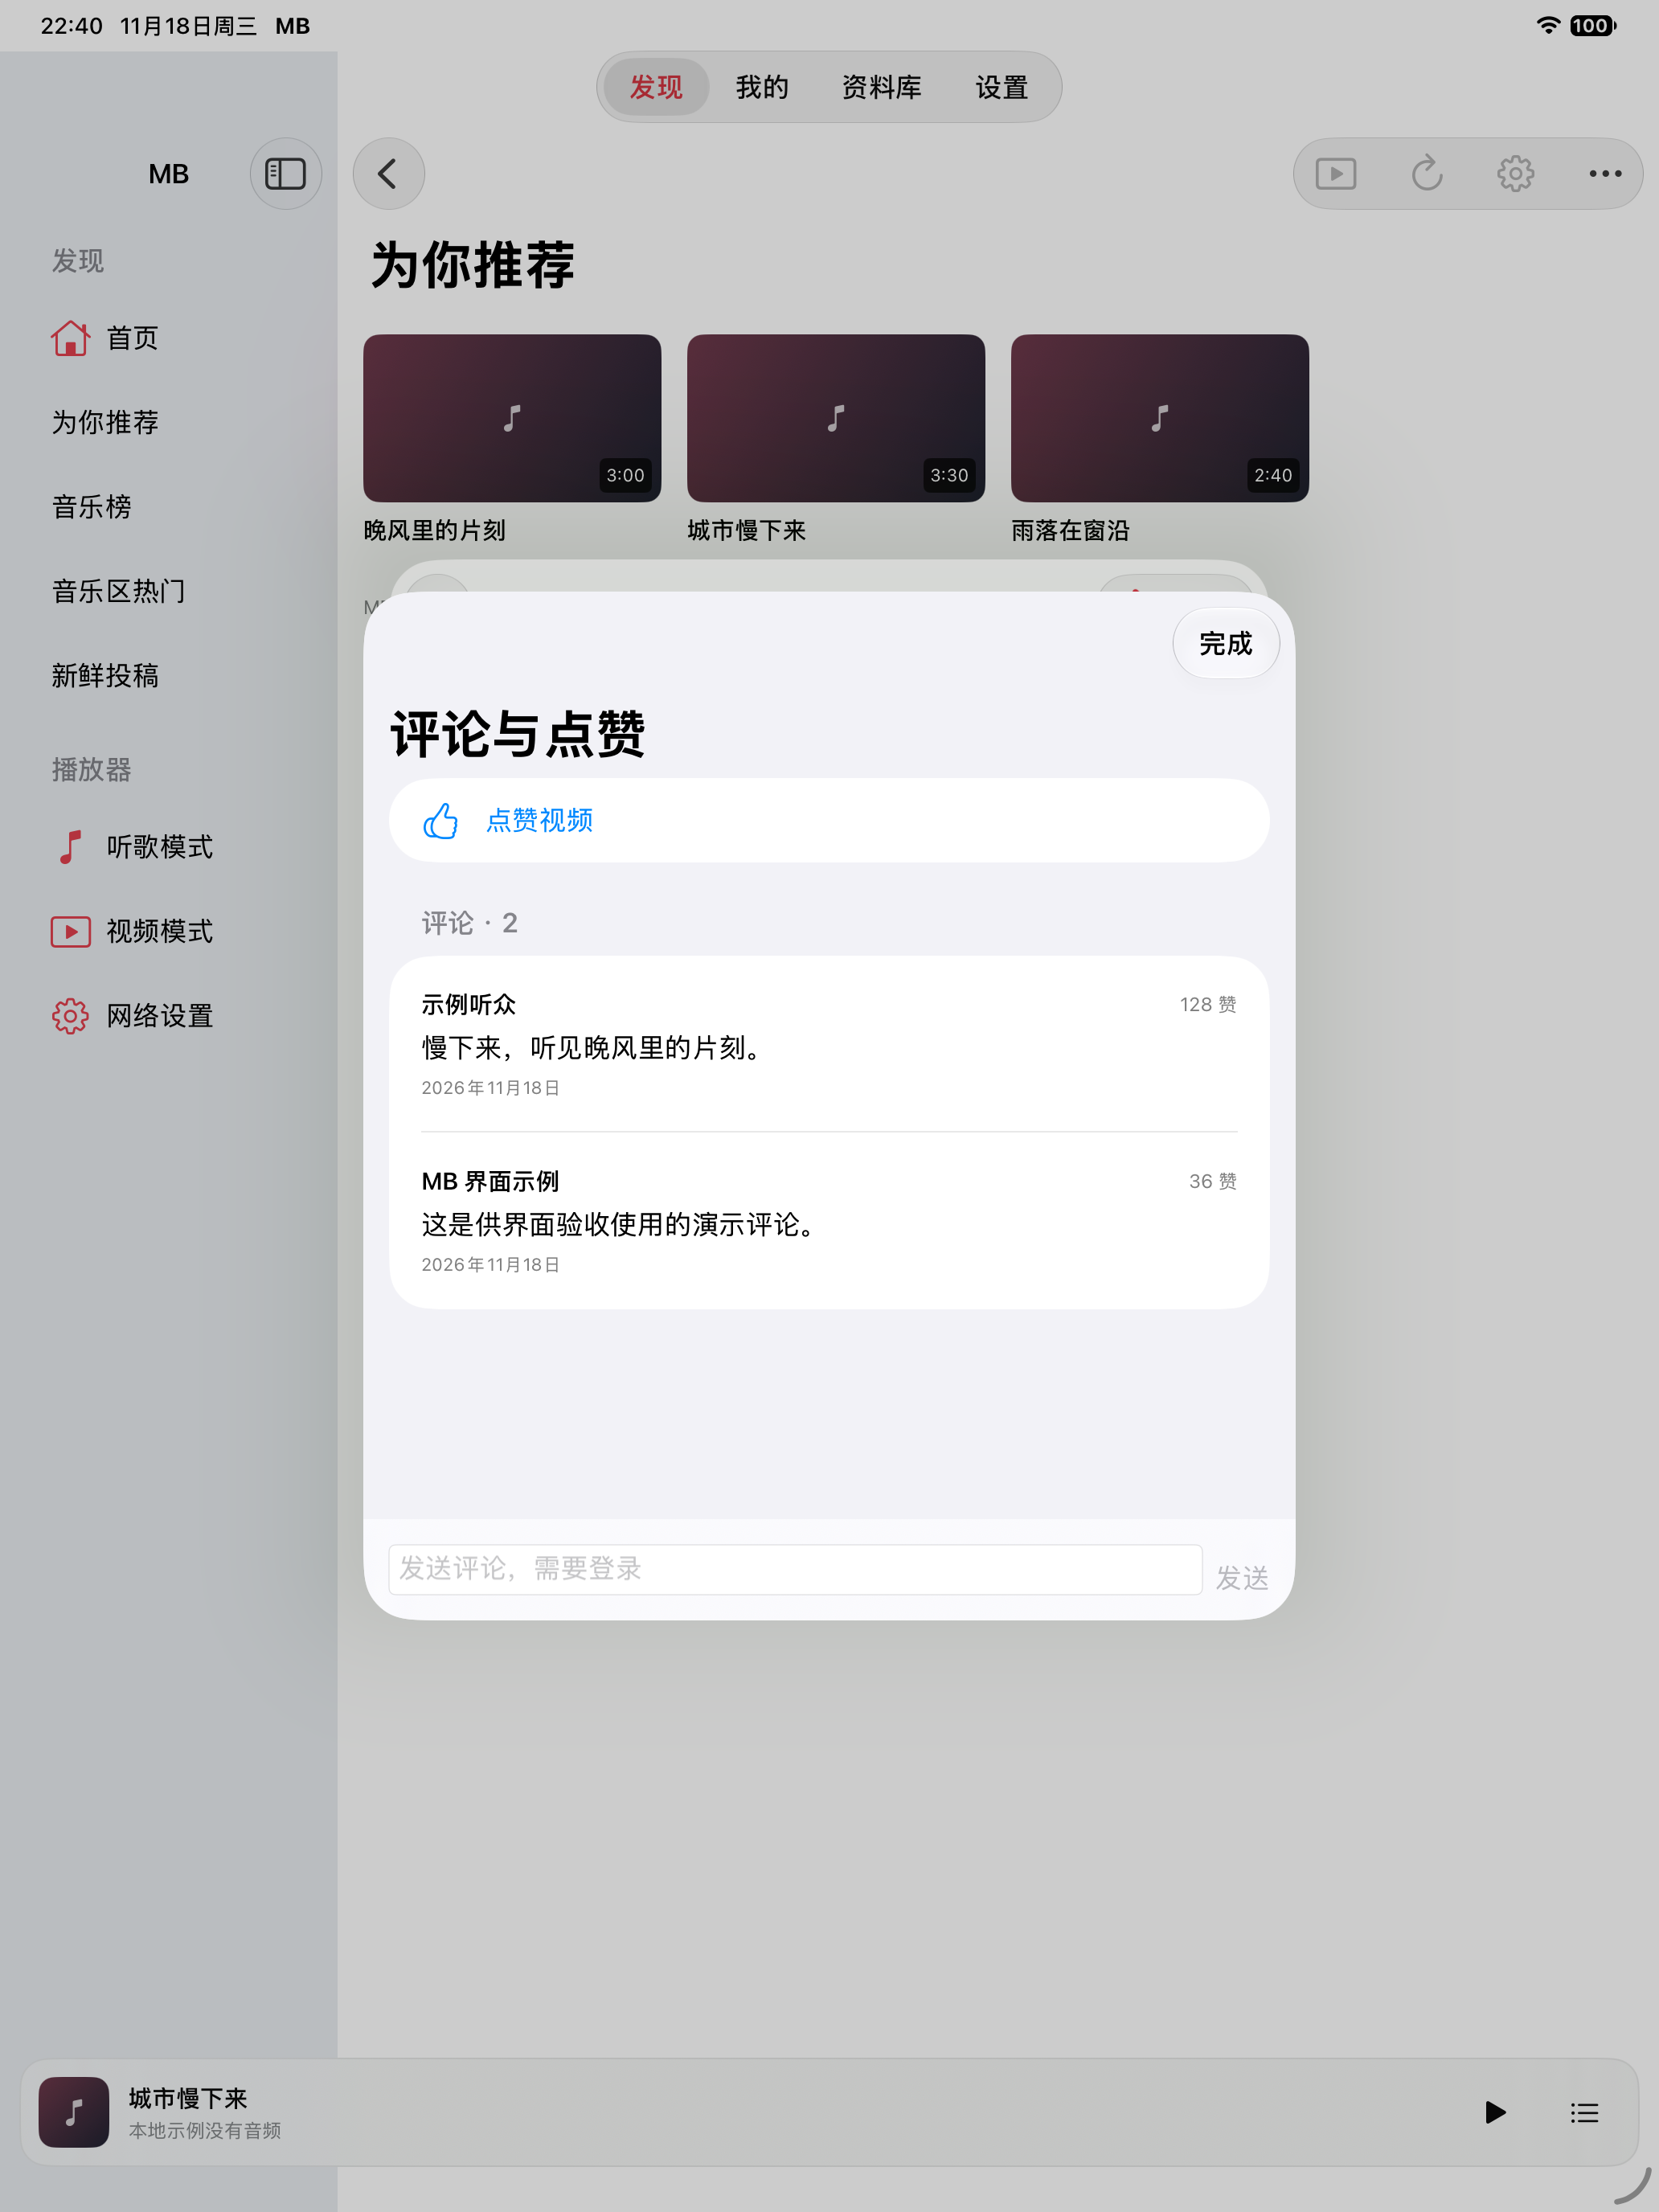 22:40 11月18日周三 MB
100
发现 我的 资料库 设置
MB
发现
首页
为你推荐
音乐榜
音乐区热门
新鲜投稿
播放器
听歌模式
视频模式
网络设置
为你推荐
3:00
3:30
2:40
晚风里的片刻
城市慢下来
雨落在窗沿
完成
评论与点赞
点赞视频
评论 · 2
示例听众
128 赞
慢下来，听见晚风里的片刻。
2026年11月18日
MB 界面示例
36 赞
这是供界面验收使用的演示评论。
2026年11月18日
发送评论，需要登录
发送
城市慢下来
本地示例没有音频